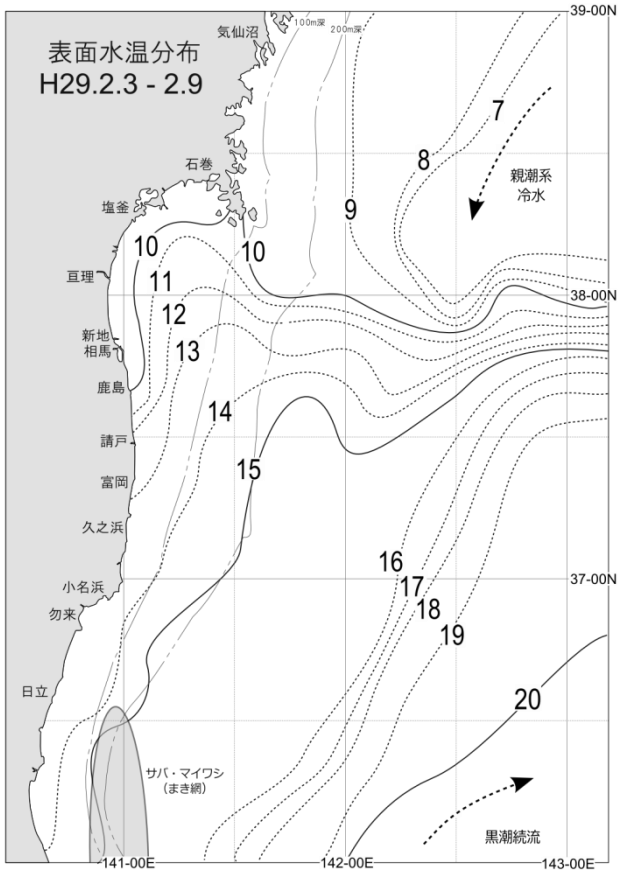 39-00N
気仙沼
100m深
200m深
表面水温分布
H29.2.3 - 2.9
7
8
石巻
親潮系
冷水
塩釜
9
10
10
亘理
11
38-00N
12
新地
13
相馬
鹿島
14
請戸
15
富岡
久之浜
16
37-00N
小名浜
17
勿来
18
19
日立
20
サバ・マイワシ
(まき網)
黒潮続流
141-00E
142-00E
143-00E